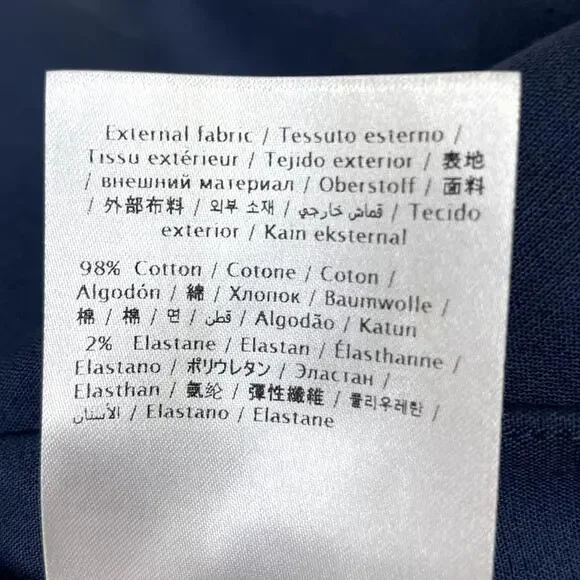 External fabric / Tessuto esterno /
Tissu extérieur / Tejido exterior / 表地
/ внешний материал / Oberstoff / 面料
/ 外部布料 / 외부 소재 / قماش خارجي / Tecido
exterior / Kain eksternal
98% Cotton / Cotone / Coton /
Algodón / 綿 / Хлопок / Baumwolle /
棉 / 棉 / 면 / قطن / Algodão / Katun
2% Elastane / Elastan / Élasthanne /
Elastano / ポリウレタン / Эластан /
Elasthan / 氨纶 / 彈性纖維 / 폴리우레탄 /
الأستان / Elastano / Elastane